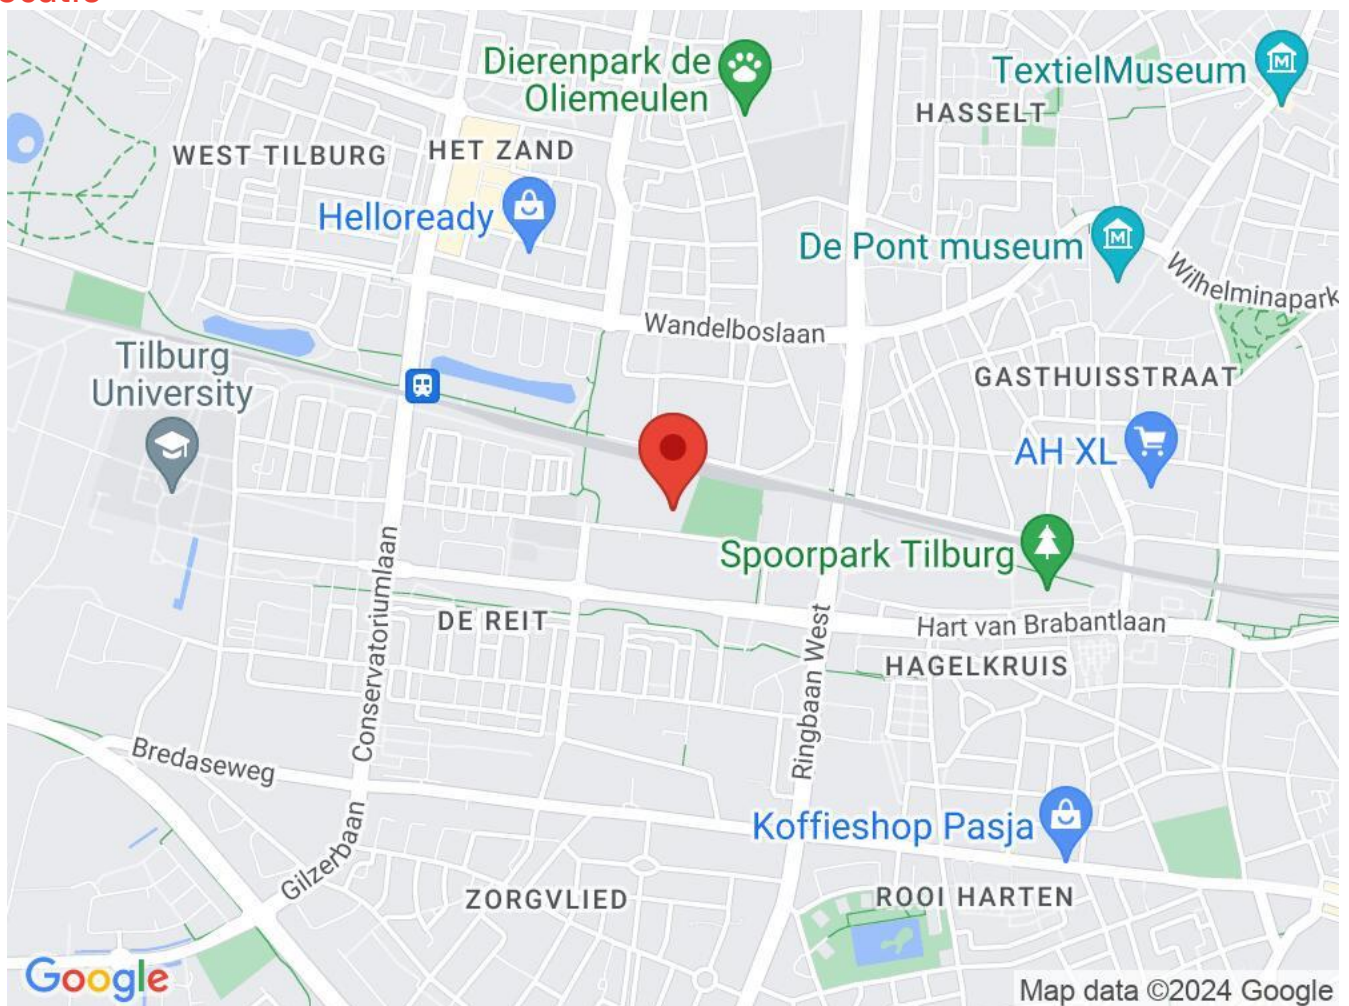 Dierenpark de
Oliemeulen
TextielMuseum
HASSELT
WEST TILBURG
HET ZAND
Helloready
De Pont museum
Wilhelminapark
Wandelboslaan
Tilburg
University
GASTHUISSTRAAT
AH XL
Spoorpark Tilburg
Conservatoriumlaan
DE REIT
Hart van Brabantlaan
Ringbaan West
HAGELKRUIS
Bredaseweg
Koffieshop Pasja
Gilzerbaan
ZORGVLIED
ROOI HARTEN
Google
Map data ©2024 Google